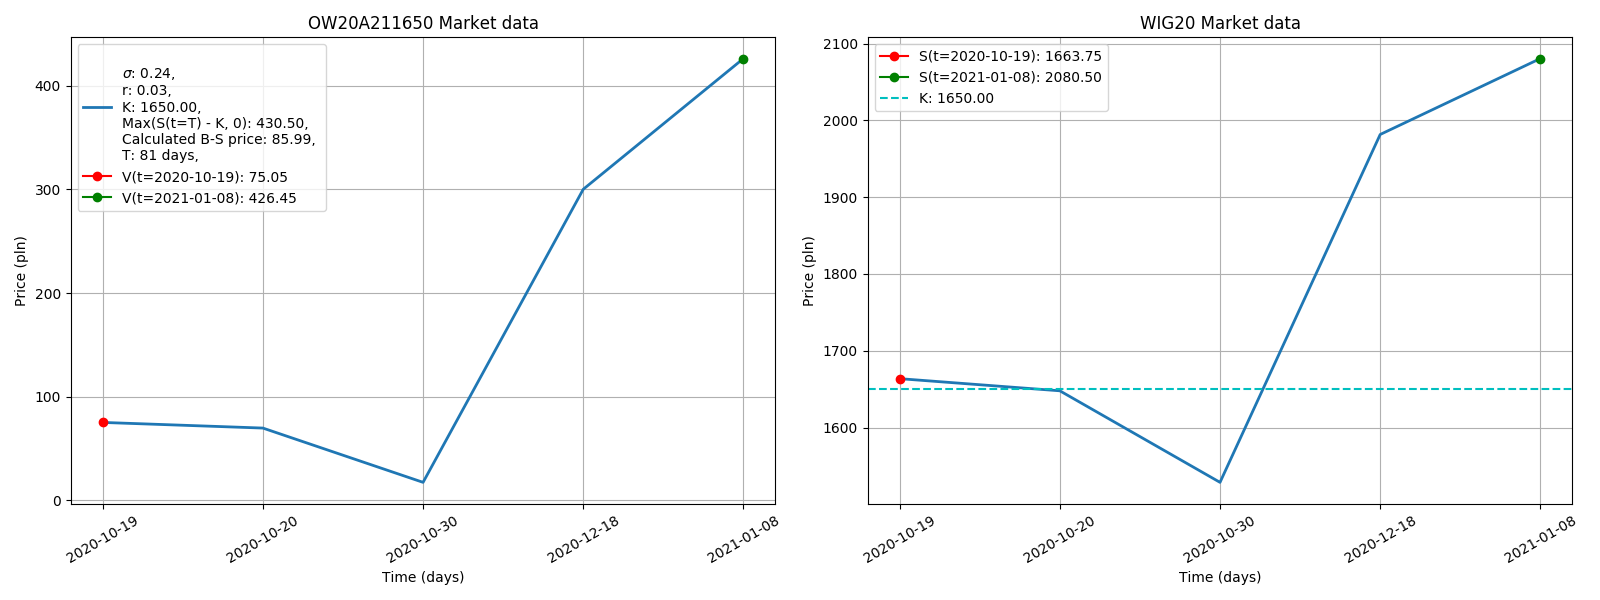 OW20A211650 Market data
σ: 0.24,
r: 0.03,
K: 1650.00,
Max(S(t=T) - K, 0): 430.50,
Calculated B-S price: 85.99,
T: 81 days,
V(t=2020-10-19): 75.05
V(t=2021-01-08): 426.45
Price (pln)
400
300
200
100
0
2020-10-19
2020-10-20
2020-10-30
2020-12-18
2021-01-08
Time (days)
WIG20 Market data
S(t=2020-10-19): 1663.75
S(t=2021-01-08): 2080.50
K: 1650.00
Price (pln)
2100
2000
1900
1800
1700
1600
2020-10-19
2020-10-20
2020-10-30
2020-12-18
2021-01-08
Time (days)